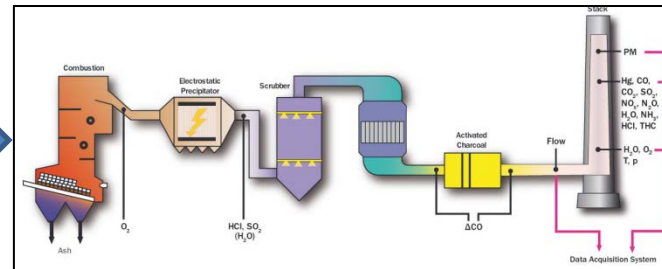 Stack
Combustion
Electrostatic
Precipitator
Scrubber
Activated
Charcoal
Flow
PM
Hg, CO,
CO₂, SO₂,
NOₓ, N₂O,
H₂O, NH₃,
HCl, THC
H₂O, O₂
T, p
O₂
HCl, SO₂
(H₂O)
ΔCO
Ash
Data Acquisition System